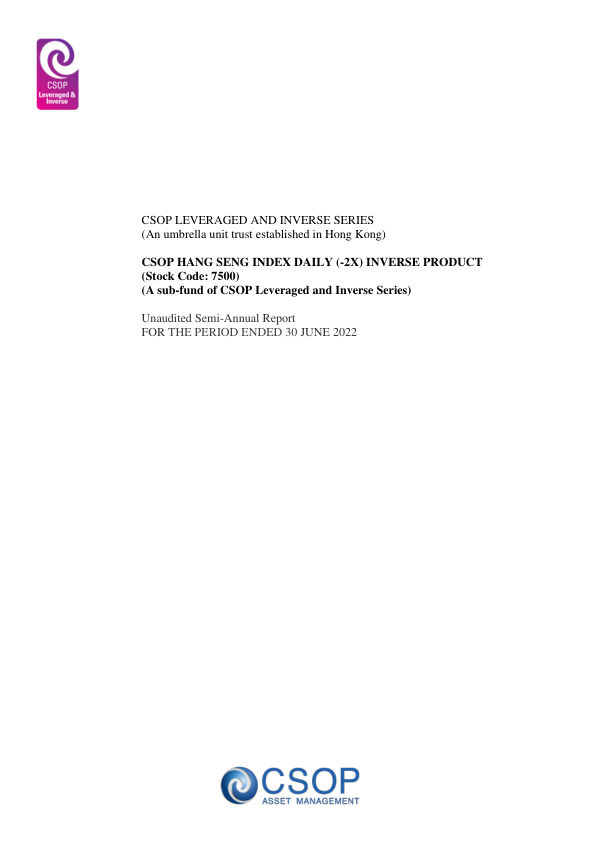 CSOP
Leveraged &
Inverse
CSOP LEVERAGED AND INVERSE SERIES
(An umbrella unit trust established in Hong Kong)
CSOP HANG SENG INDEX DAILY (-2X) INVERSE PRODUCT
(Stock Code: 7500)
(A sub-fund of CSOP Leveraged and Inverse Series)
Unaudited Semi-Annual Report
FOR THE PERIOD ENDED 30 JUNE 2022
CSOP
ASSET MANAGEMENT